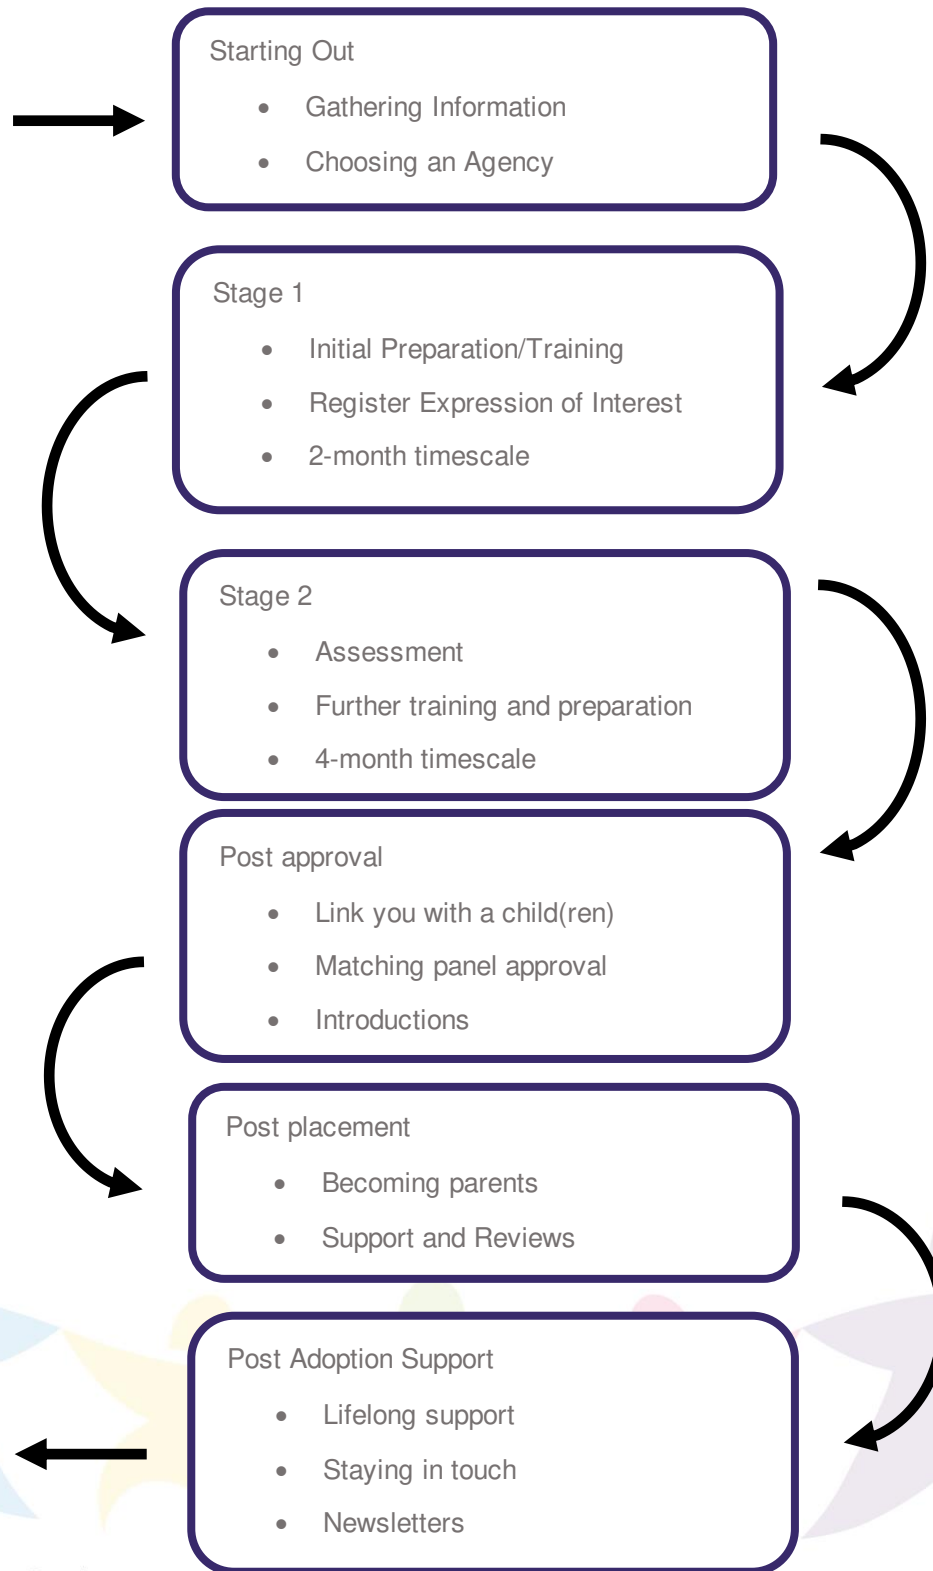 Starting Out
• Gathering Information
• Choosing an Agency
Stage 1
• Initial Preparation/Training
• Register Expression of Interest
• 2-month timescale
Stage 2
• Assessment
• Further training and preparation
• 4-month timescale
Post approval
• Link you with a child(ren)
• Matching panel approval
• Introductions
Post placement
• Becoming parents
• Support and Reviews
Post Adoption Support
• Lifelong support
• Staying in touch
• Newsletters